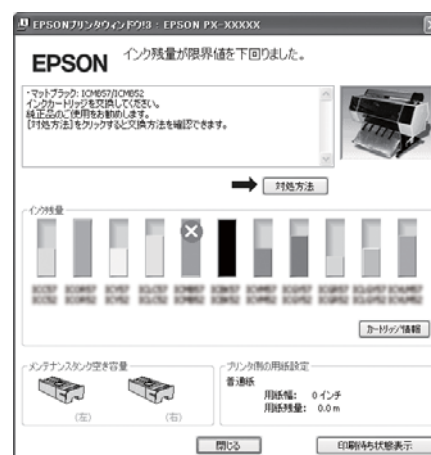 EPSONプリンタウィンドウ!3 : EPSON PX-XXXXX
EPSON
インク残量が限界値を下回りました。
・マットブラック: ICMB57/ICMB52
インクカートリッジを交換してください。
純正品のご使用をお勧めします。
[対処方法]をクリックすると交換方法を確認できます。
対処方法
インク残量
カートリッジ情報
メンテナンスタンク空き容量
(左)
(右)
プリンタ側の用紙設定
普通紙
用紙幅: 0 インチ
用紙残量: 0.0 m
閉じる
印刷待ち状態表示